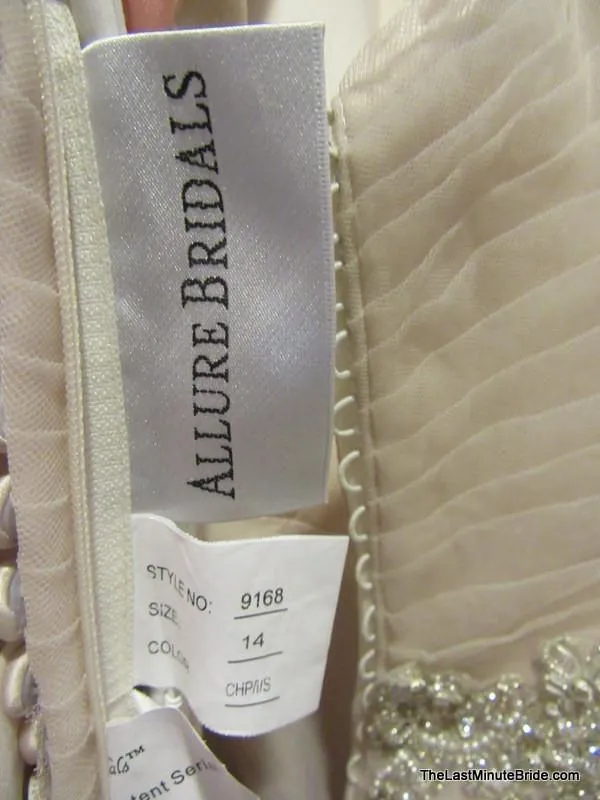 ALLURE BRIDALS
STYLE NO: 9168
SIZE 14
COLOR CHP/I/S
TheLastMinuteBride.com